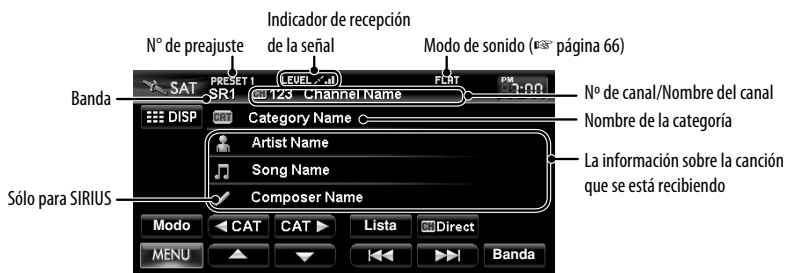 Indicador de recepción
de la señal
N° de preajuste
Modo de sonido (☞ página 66)
SAT
PRESET 1
LEVEL
FLAT
PM
3:00
Banda
SR1
CH 123 Channel Name
Nº de canal/Nombre del canal
DISP
CAT Category Name
Nombre de la categoría
Artist Name
Song Name
La información sobre la canción
que se está recibiendo
Sólo para SIRIUS
Composer Name
Modo
◄ CAT
CAT ►
Lista
CH Direct
MENU
Banda